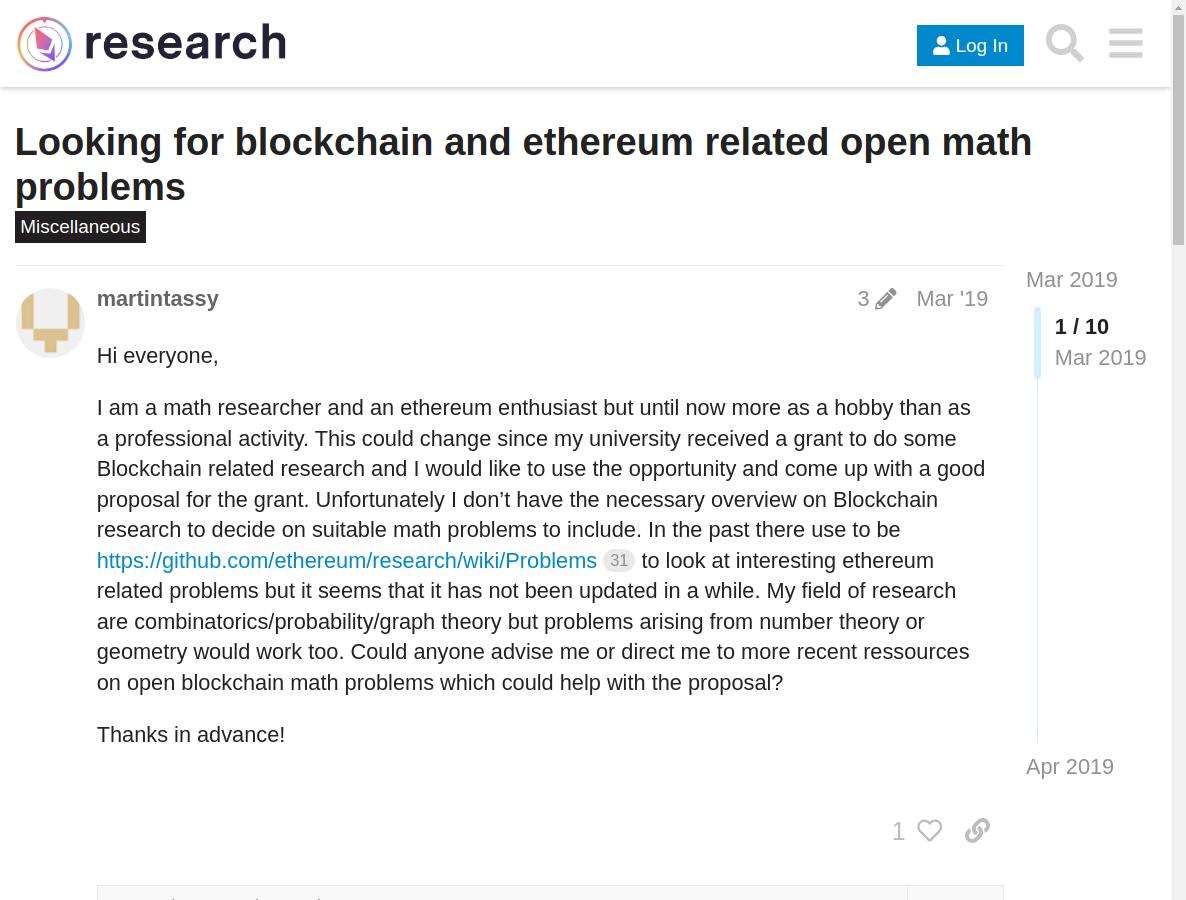 research
Log In
Looking for blockchain and ethereum related open math
problems
Miscellaneous
martintassy
3
Mar '19
Mar 2019
1 / 10
Mar 2019
Hi everyone,
I am a math researcher and an ethereum enthusiast but until now more as a hobby than as
a professional activity. This could change since my university received a grant to do some
Blockchain related research and I would like to use the opportunity and come up with a good
proposal for the grant. Unfortunately I don’t have the necessary overview on Blockchain
research to decide on suitable math problems to include. In the past there use to be
https://github.com/ethereum/research/wiki/Problems 31 to look at interesting ethereum
related problems but it seems that it has not been updated in a while. My field of research
are combinatorics/probability/graph theory but problems arising from number theory or
geometry would work too. Could anyone advise me or direct me to more recent ressources
on open blockchain math problems which could help with the proposal?
Thanks in advance!
Apr 2019
1